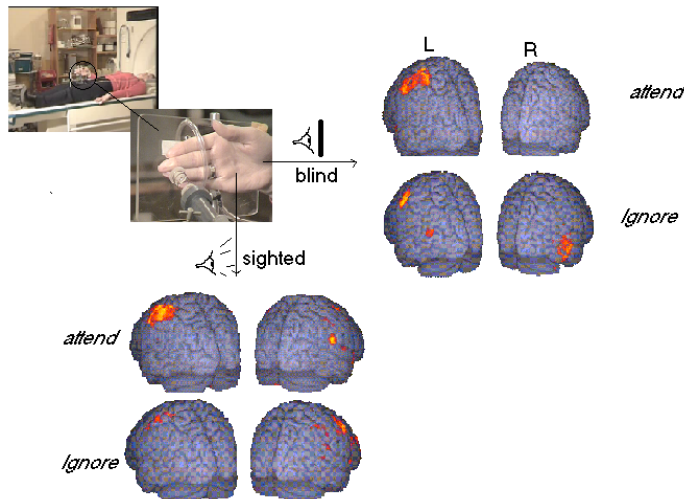 L R
attend
blind
Ignore
sighted
attend
Ignore